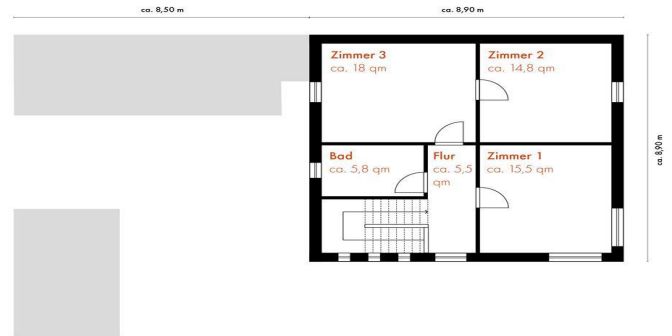 ca. 8,50 m
ca. 8,90 m
Zimmer 3
ca. 18 qm
Zimmer 2
ca. 14,8 qm
ca. 8,90 m
Bad
ca. 5,8 qm
Flur
ca. 5,5
qm
Zimmer 1
ca. 15,5 qm